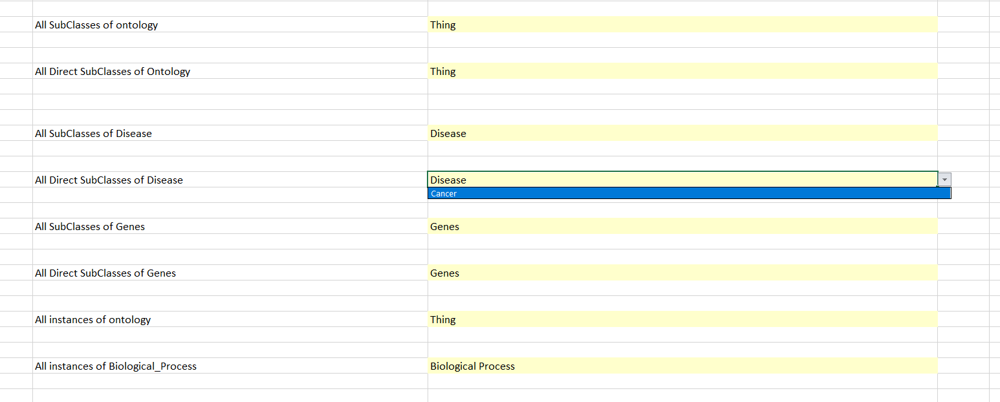 All SubClasses of ontology Thing
All Direct SubClasses of Ontology Thing
All SubClasses of Disease Disease
All Direct SubClasses of Disease Disease
Cancer
All SubClasses of Genes Genes
All Direct SubClasses of Genes Genes
All instances of ontology Thing
All instances of Biological_Process Biological Process